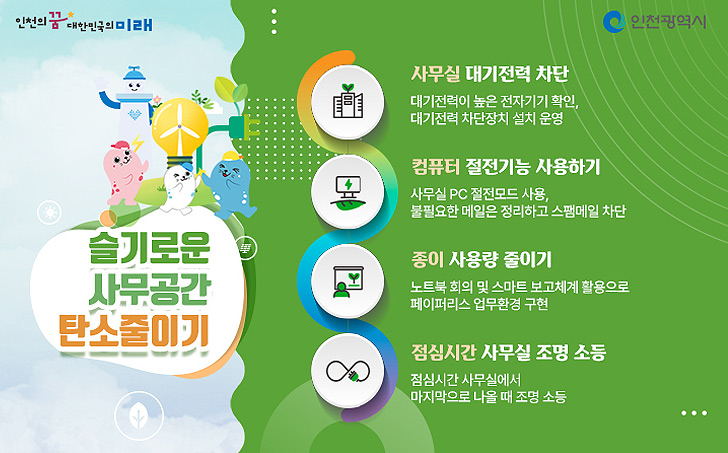 인천의 꿈 대한민국의 미래
인천광역시
슬기로운
사무공간
탄소줄이기
사무실 대기전력 차단
대기전력이 높은 전자기기 확인,
대기전력 차단장치 설치 운영
컴퓨터 절전기능 사용하기
사무실 PC 절전모드 사용,
불필요한 메일은 정리하고 스팸메일 차단
종이 사용량 줄이기
노트북 회의 및 스마트 보고체계 활용으로
페이퍼리스 업무환경 구현
점심시간 사무실 조명 소등
점심시간 사무실에서
마지막으로 나올 때 조명 소등